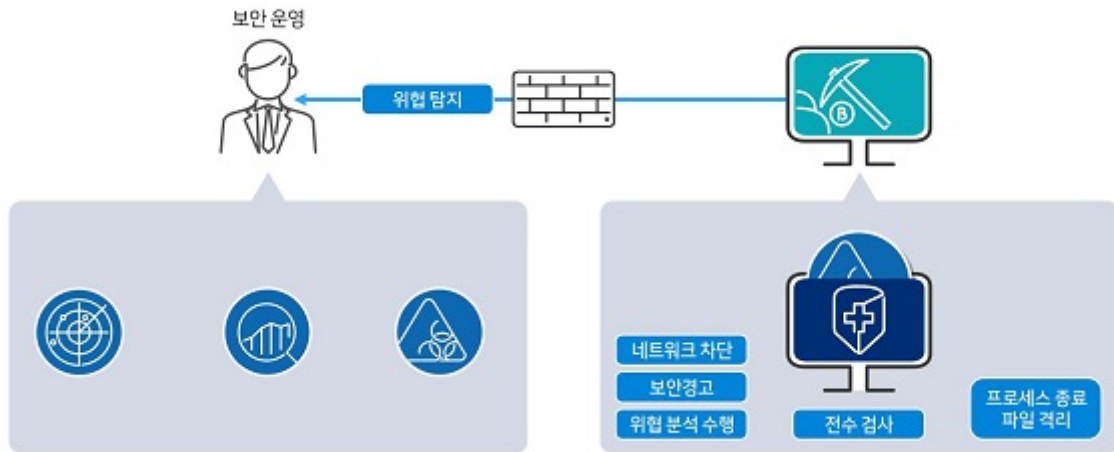 보안 운영
위협 탐지
B
네트워크 차단
보안경고
위협 분석 수행
전수 검사
프로세스 종료
파일 격리